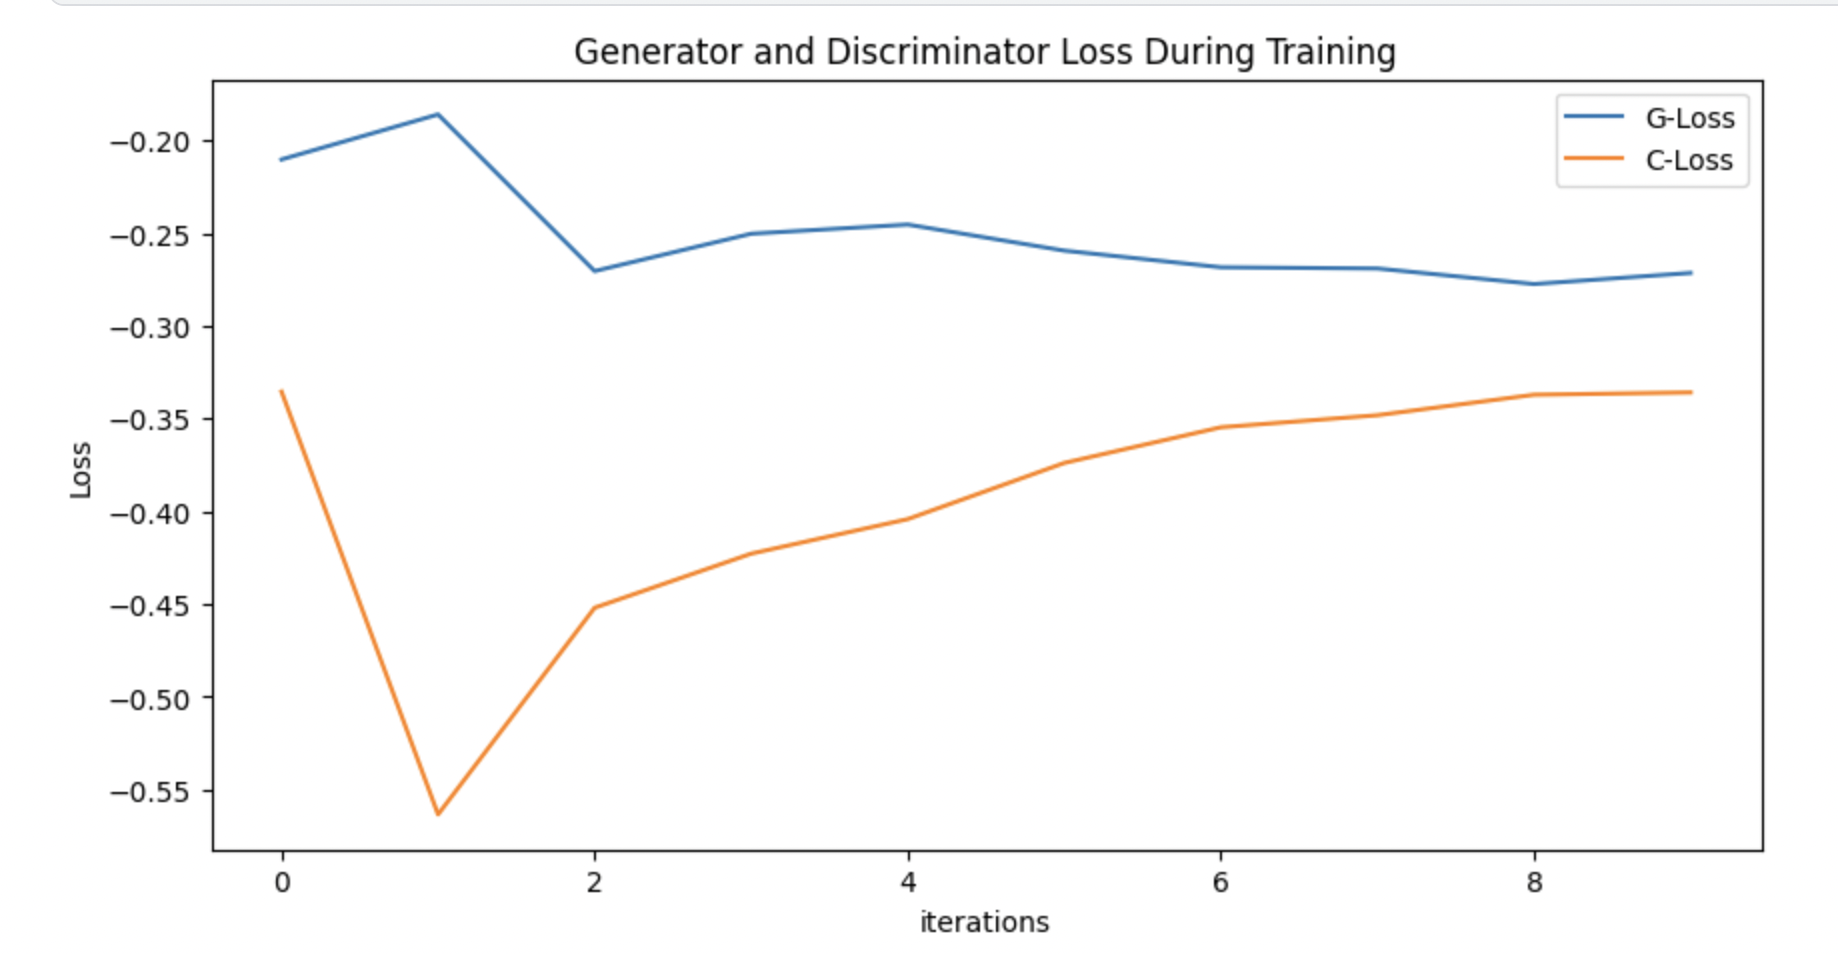 Generator and Discriminator Loss During Training
G-Loss
C-Loss
−0.20
−0.25
−0.30
−0.35
−0.40
−0.45
−0.50
−0.55
Loss
0 2 4 6 8
iterations